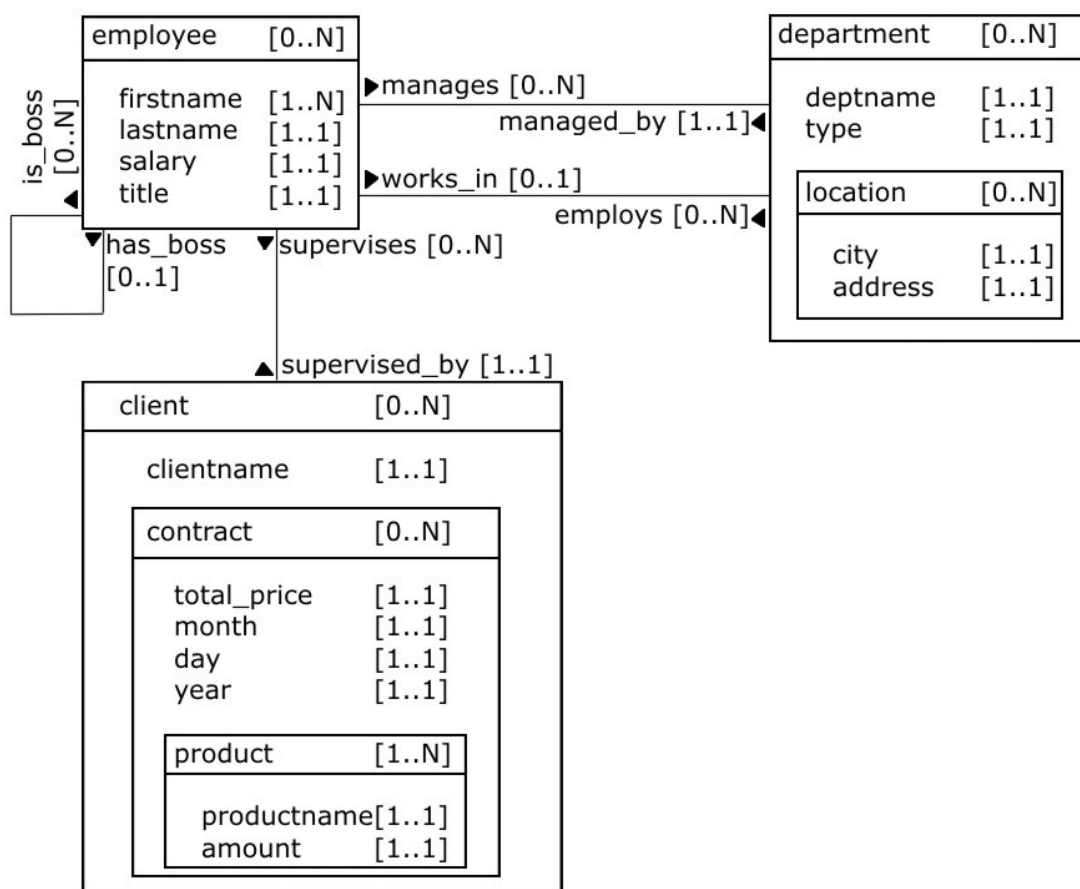 employee [0..N]
firstname [1..N]
lastname [1..1]
salary [1..1]
title [1..1]
is_boss
[0..N]
has_boss
[0..1]
manages [0..N]
managed_by [1..1]
works_in [0..1]
employs [0..N]
department [0..N]
deptname [1..1]
type [1..1]
location [0..N]
city [1..1]
address [1..1]
supervises [0..N]
supervised_by [1..1]
client [0..N]
clientname [1..1]
contract [0..N]
total_price [1..1]
month [1..1]
day [1..1]
year [1..1]
product [1..N]
productname[1..1]
amount [1..1]